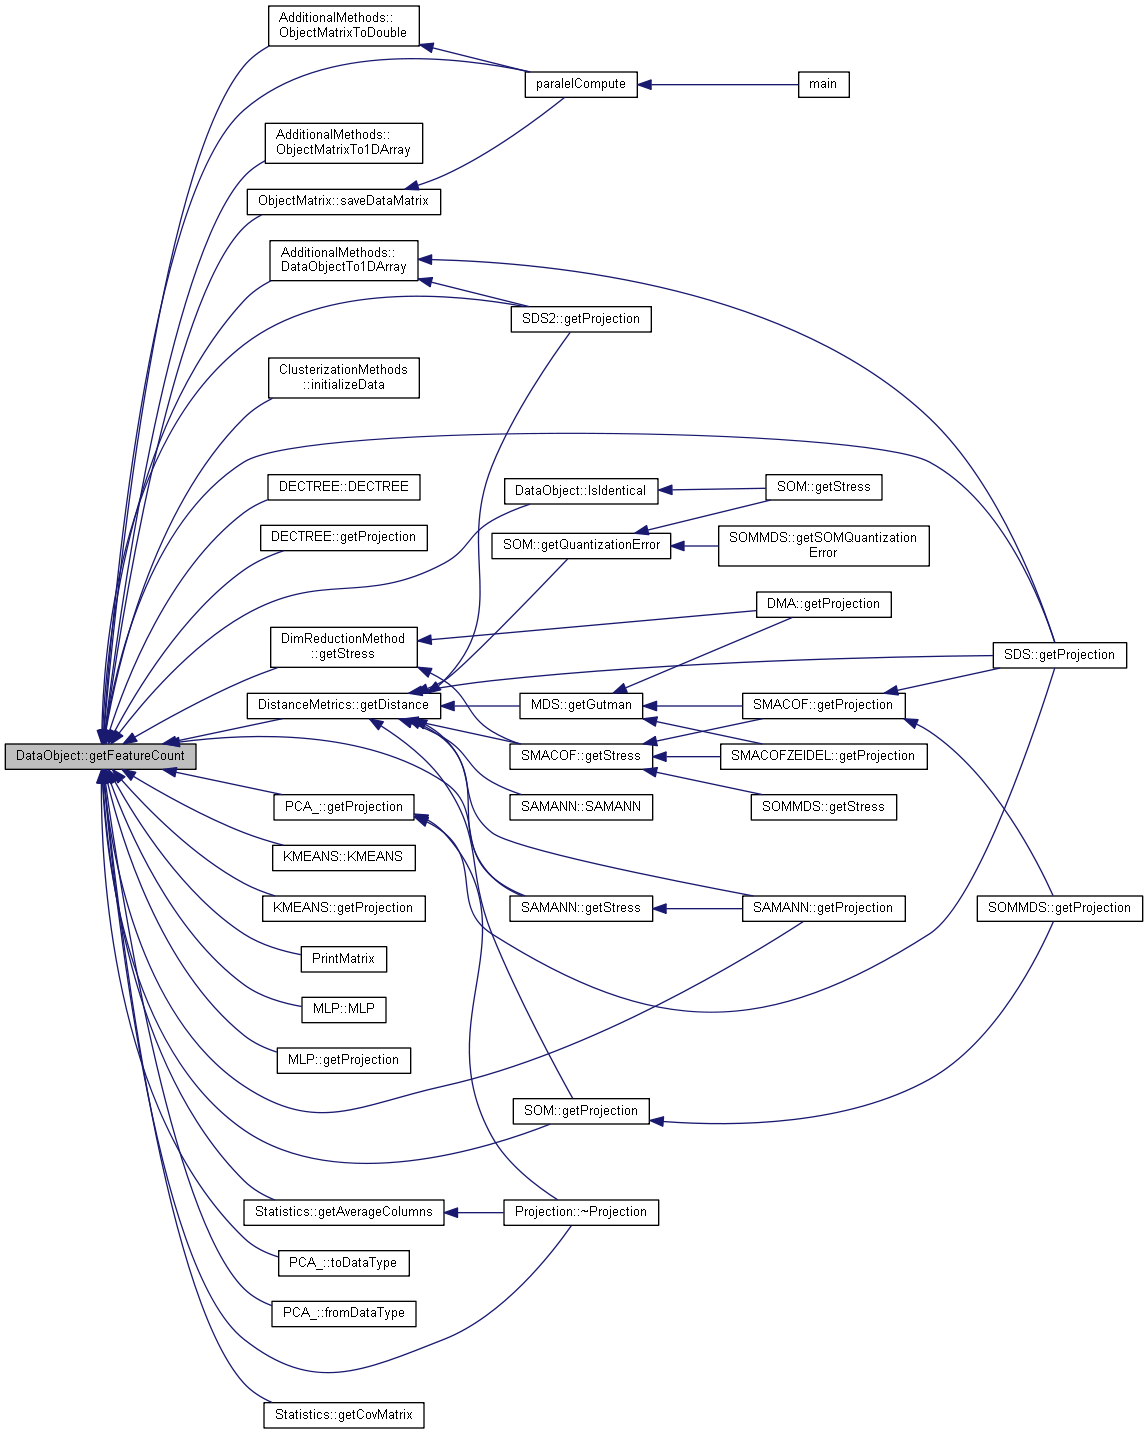 AdditionalMethods::
ObjectMatrixToDouble
paralelCompute
main
AdditionalMethods::
ObjectMatrixTo1DArray
ObjectMatrix::saveDataMatrix
AdditionalMethods::
DataObjectTo1DArray
SDS2::getProjection
ClusterizationMethods
::initializeData
DECTREE::DECTREE
DataObject::IsIdentical
SOM::getStress
DECTREE::getProjection
SOM::getQuantizationError
SOMMDS::getSOMQuantization
Error
DMA::getProjection
DimReductionMethod
::getStress
SDS::getProjection
DistanceMetrics::getDistance
MDS::getGutman
SMACOF::getProjection
DataObject::getFeatureCount
SMACOF::getStress
SMACOFZEIDEL::getProjection
PCA_::getProjection
SAMANN::SAMANN
SOMMDS::getStress
KMEANS::KMEANS
KMEANS::getProjection
SAMANN::getStress
SAMANN::getProjection
SOMMDS::getProjection
PrintMatrix
MLP::MLP
MLP::getProjection
SOM::getProjection
Statistics::getAverageColumns
Projection::~Projection
PCA_::toDataType
PCA_::fromDataType
Statistics::getCovMatrix